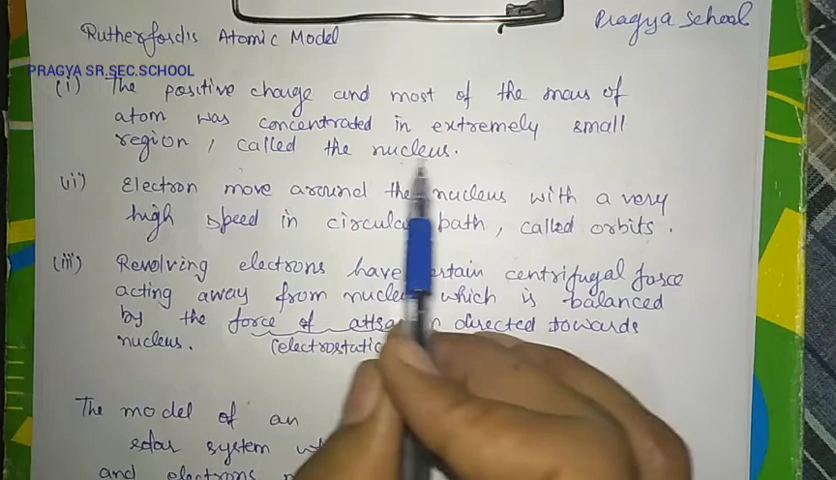 Pragya School
Rutherford's Atomic Model
PRAGYA SR.SEC.SCHOOL
(i) The positive charge and most of the mass of
atom was concentrated in extremely small
region, called the nucleus.
(ii) Electron move around the nucleus with a very
high speed in circular path, called orbits.
(iii) Revolving electrons have certain centrifugal force
acting away from nucleus which is balanced
by the force of directed towards
nucleus. (electrostatic
The model of an
solar system
and electrons